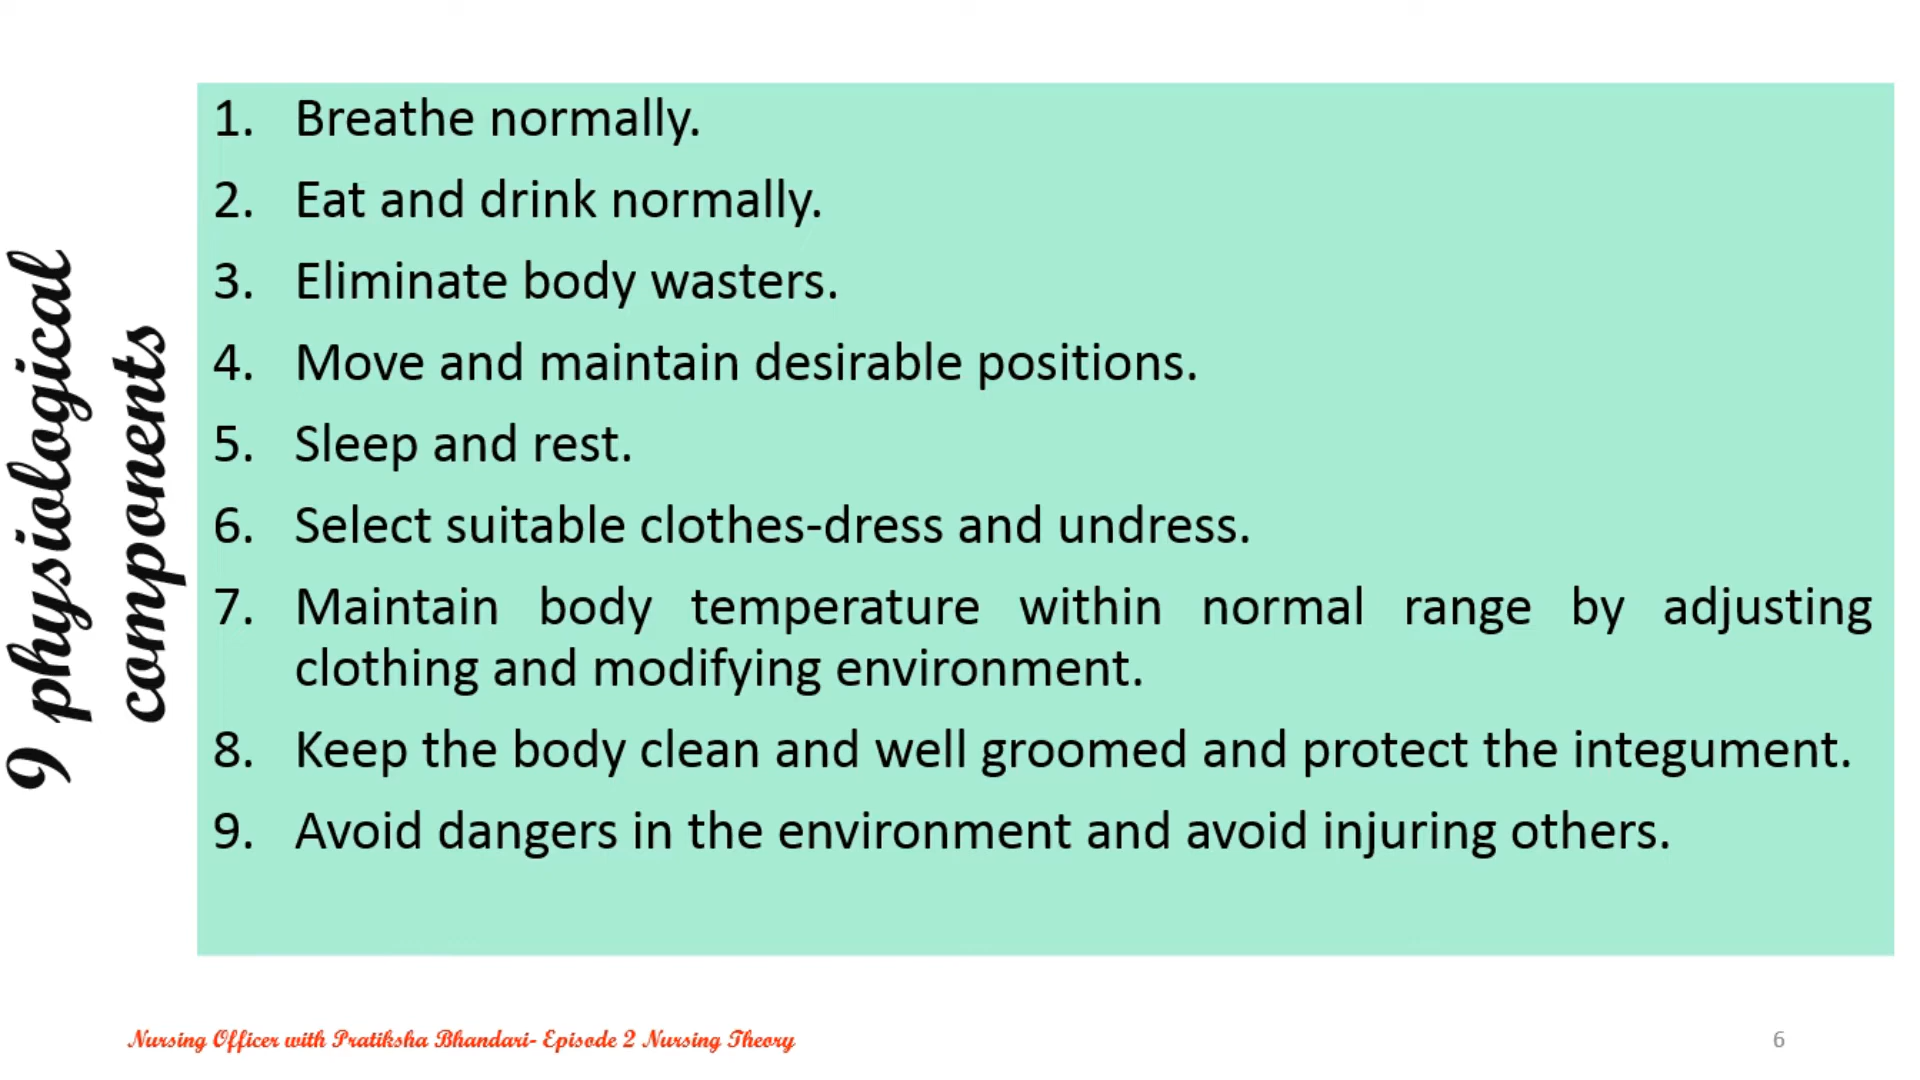 9 physiological
components
1. Breathe normally.
2. Eat and drink normally.
3. Eliminate body wasters.
4. Move and maintain desirable positions.
5. Sleep and rest.
6. Select suitable clothes-dress and undress.
7. Maintain body temperature within normal range by adjusting
clothing and modifying environment.
8. Keep the body clean and well groomed and protect the integument.
9. Avoid dangers in the environment and avoid injuring others.
Nursing Officer with Pratiksha Bhandari- Episode 2 Nursing Theory
6